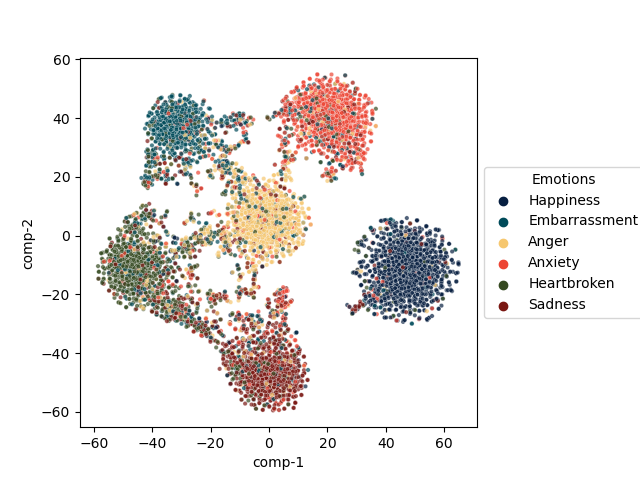 60
40
20
0
−20
−40
−60
comp-2
−60
−40
−20
0
20
40
60
comp-1
Emotions
Happiness
Embarrassment
Anger
Anxiety
Heartbroken
Sadness